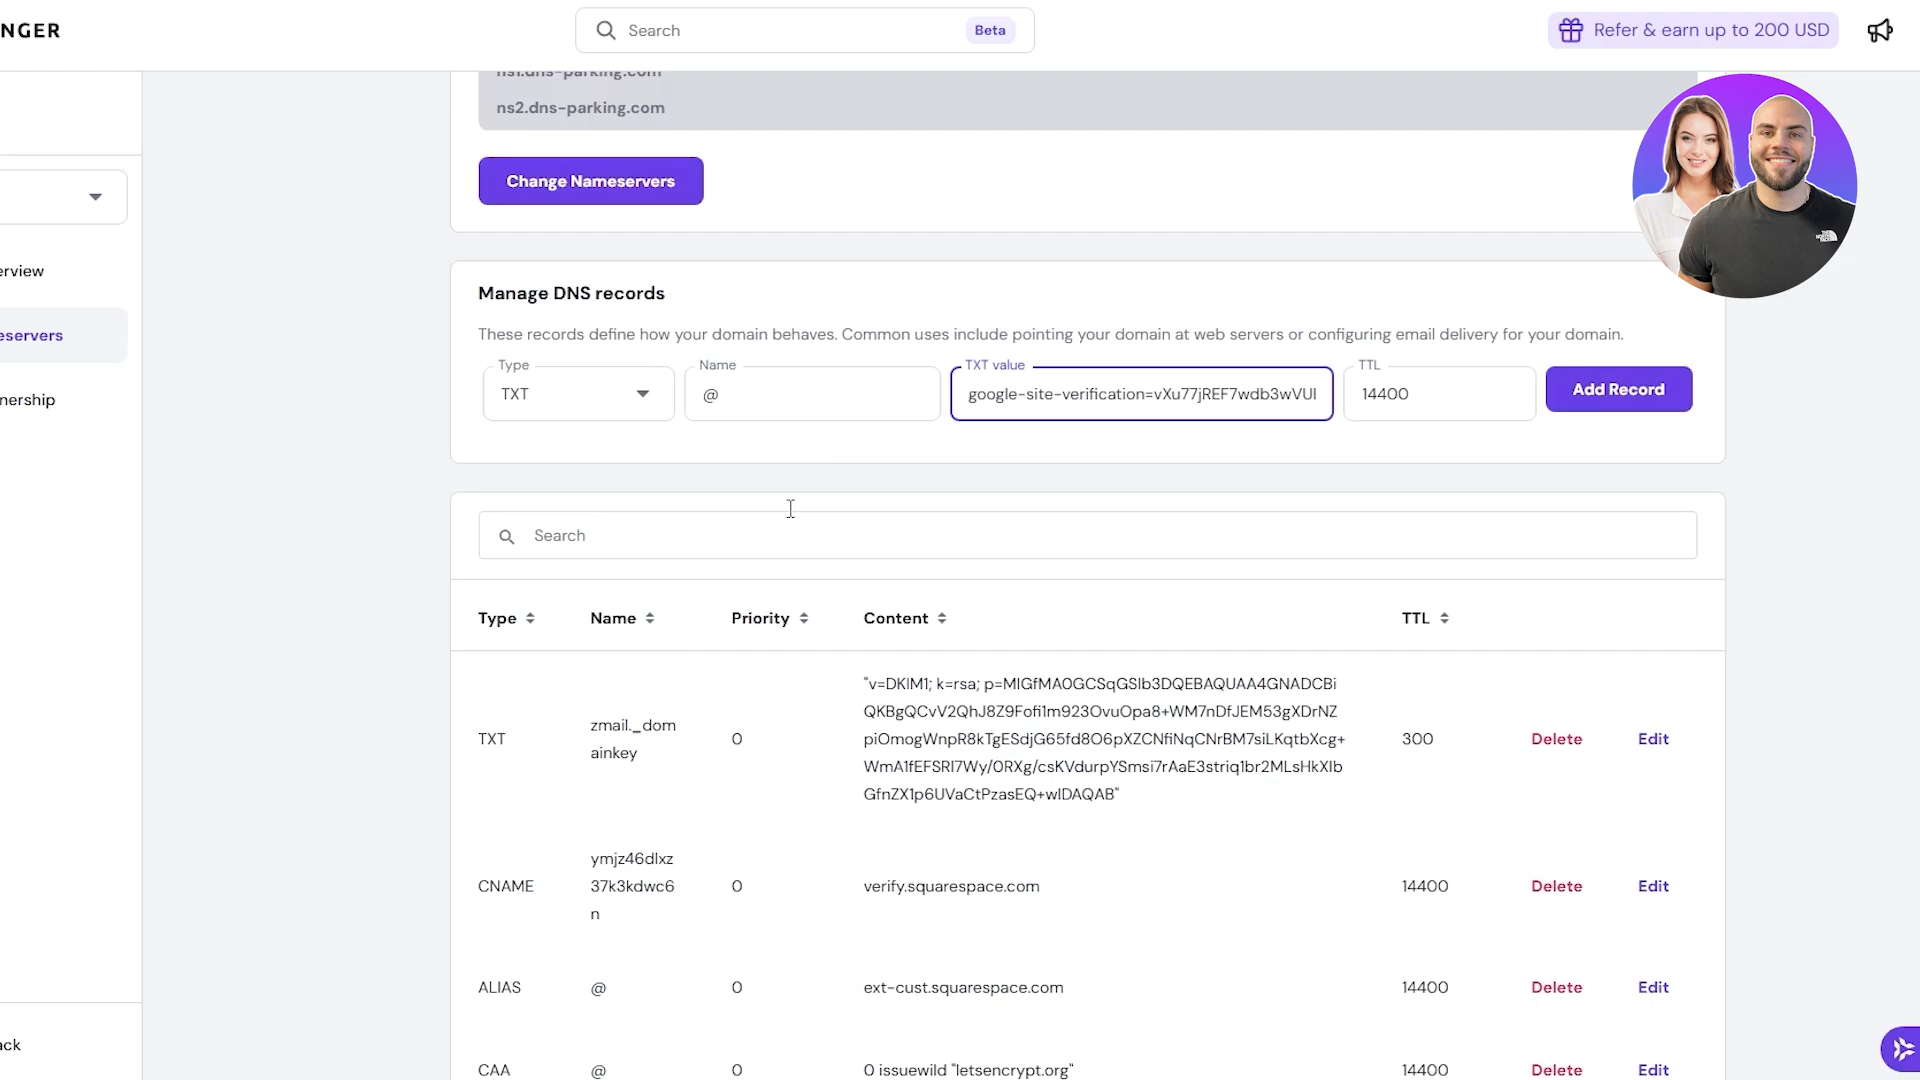 NGER
Search
Beta
Refer & earn up to 200 USD
ns1.dns-parking.com
ns2.dns-parking.com
Change Nameservers
erview
eservers
nership
ack
Manage DNS records
These records define how your domain behaves. Common uses include pointing your domain at web servers or configuring email delivery for your domain.
Type
Name
TXT value
TTL
TXT
@
google-site-verification=vXu77jREF7wdb3wVUI
14400
Add Record
Search
Type
Name
Priority
Content
TTL
TXT
zmail._dom
ainkey
0
"v=DKIM1; k=rsa; p=MIGfMA0GCSqGSIb3DQEBAQUAA4GNADCBi
QKBgQCvV2QhJ8Z9Fofi1m923OvuOpa8+WM7nDfJEM53gXDrNZ
piOmogWnpR8kTgESdjG65fd8O6pXZCNfiNqCNrBM7siLKqtbXcg+
WmA1fEFSRI7Wy/0RXg/csKVdurpYSmsi7rAaE3striq1br2MLsHkXIb
GfnZX1p6UVaCtPzasEQ+wIDAQAB"
300
Delete
Edit
CNAME
ymjz46dlxz
37k3kdwc6
n
0
verify.squarespace.com
14400
Delete
Edit
ALIAS
@
0
ext-cust.squarespace.com
14400
Delete
Edit
CAA
@
0
0 issuewild "letsencrypt.org"
14400
Delete
Edit